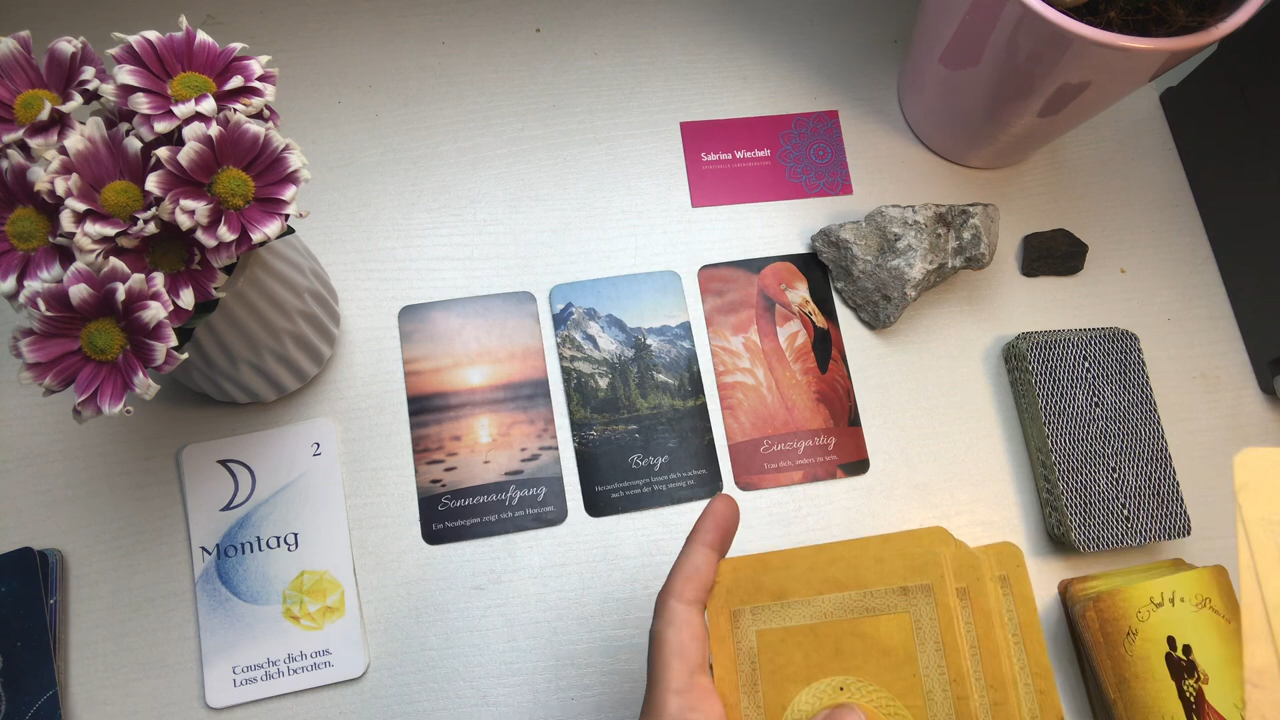 Sabrina Wiechelt
SPIRITUELLE LEBENSBERATUNG
Sonnenaufgang
Ein Neubeginn zeigt sich am Horizont.
Berge
Herausforderungen lassen dich wachsen,
auch wenn der Weg steinig ist.
Einzigartig
Trau dich, anders zu sein.
2
Montag
Tausche dich aus.
Lass dich beraten.
The Soul of a Princess